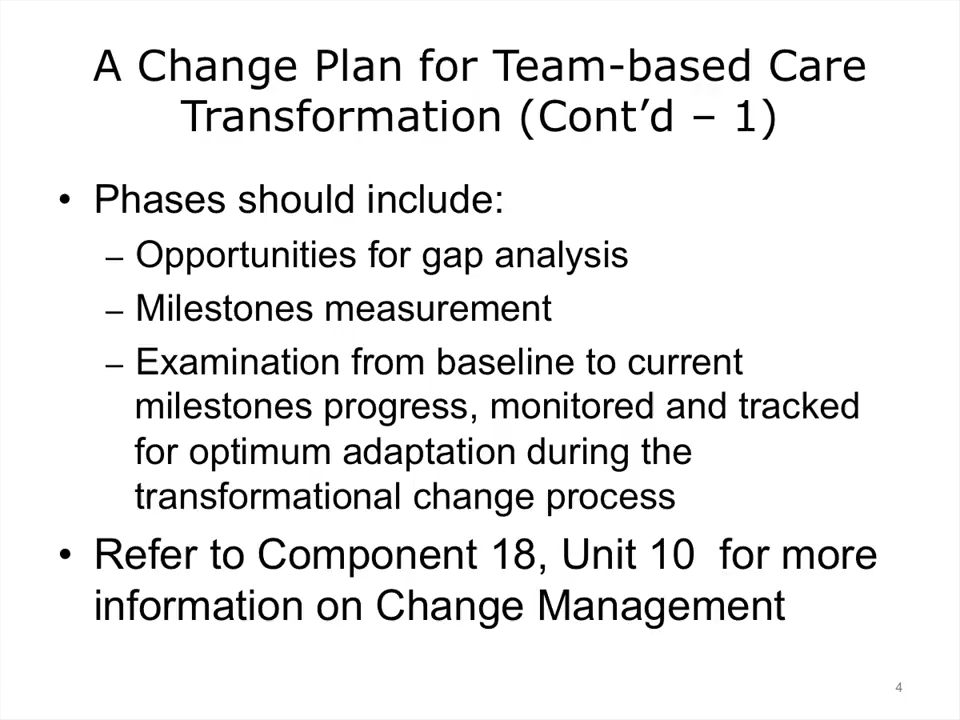 A Change Plan for Team-based Care
Transformation (Cont’d – 1)
• Phases should include:
– Opportunities for gap analysis
– Milestones measurement
– Examination from baseline to current
milestones progress, monitored and tracked
for optimum adaptation during the
transformational change process
• Refer to Component 18, Unit 10  for more
information on Change Management
4